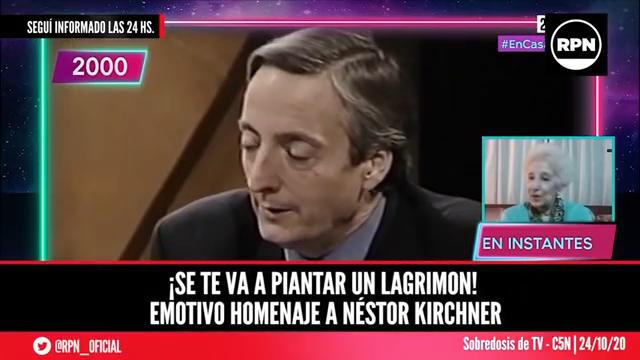 SEGUÍ INFORMADO LAS 24 HS.
2000
#EnCasa
RPN
EN INSTANTES
¡SE TE VA A PIANTAR UN LAGRIMON!
EMOTIVO HOMENAJE A NÉSTOR KIRCHNER
@RPN_OFICIAL
Sobredosis de TV - C5N | 24/10/20